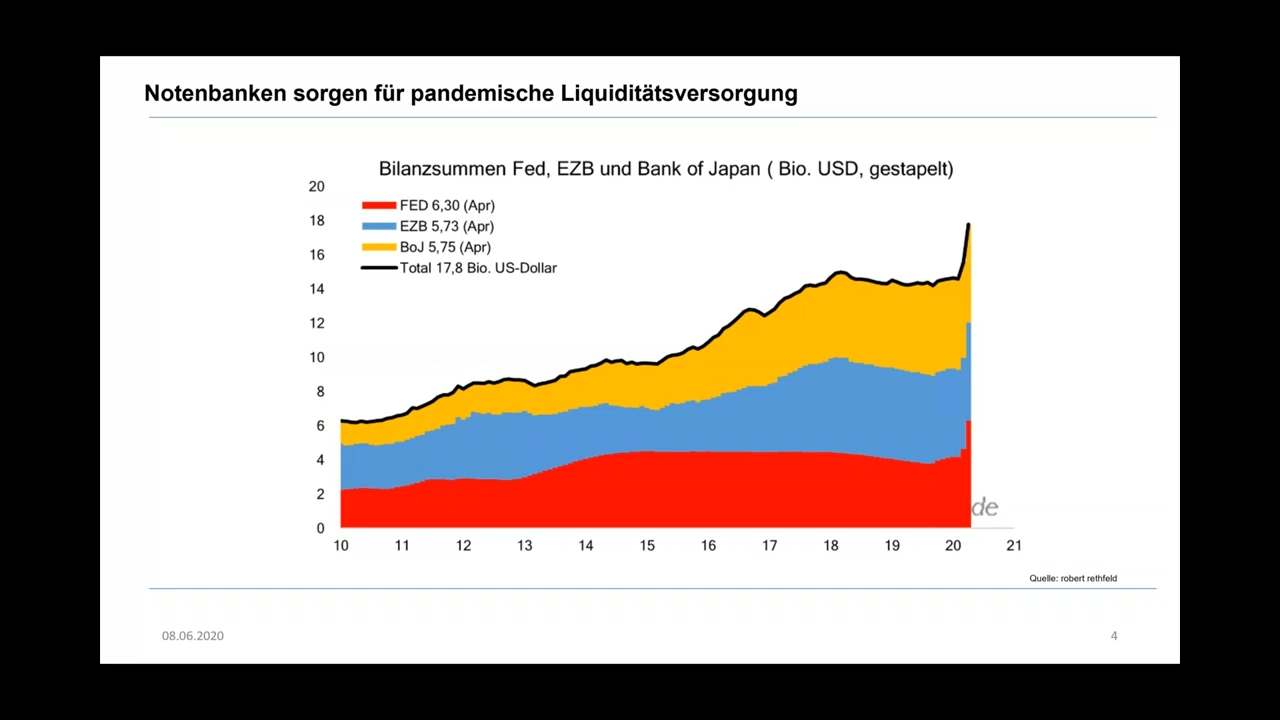 Notenbanken sorgen für pandemische Liquiditätsversorgung
Bilanzsummen Fed, EZB und Bank of Japan ( Bio. USD, gestapelt)
20
18
16
14
12
10
8
6
4
2
0
FED 6,30 (Apr)
EZB 5,73 (Apr)
BoJ 5,75 (Apr)
Total 17,8 Bio. US-Dollar
de
10 11 12 13 14 15 16 17 18 19 20 21
Quelle: robert rethfeld
08.06.2020
4